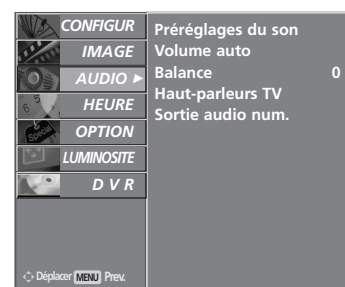 CONFIGUR
IMAGE
AUDIO ►
HEURE
OPTION
LUMINOSITE
D V R
Préréglages du son
Volume auto
Balance 0
Haut-parleurs TV
Sortie audio num.
Special
Déplacer MENU Prev.